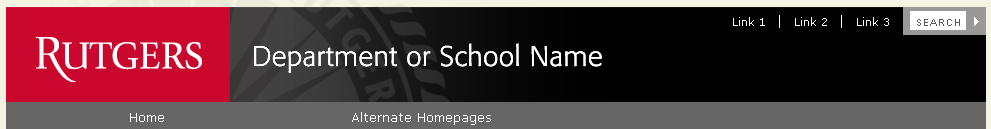 Link 1 | Link 2 | Link 3 SEARCH
RUTGERS
Department or School Name
Home Alternate Homepages